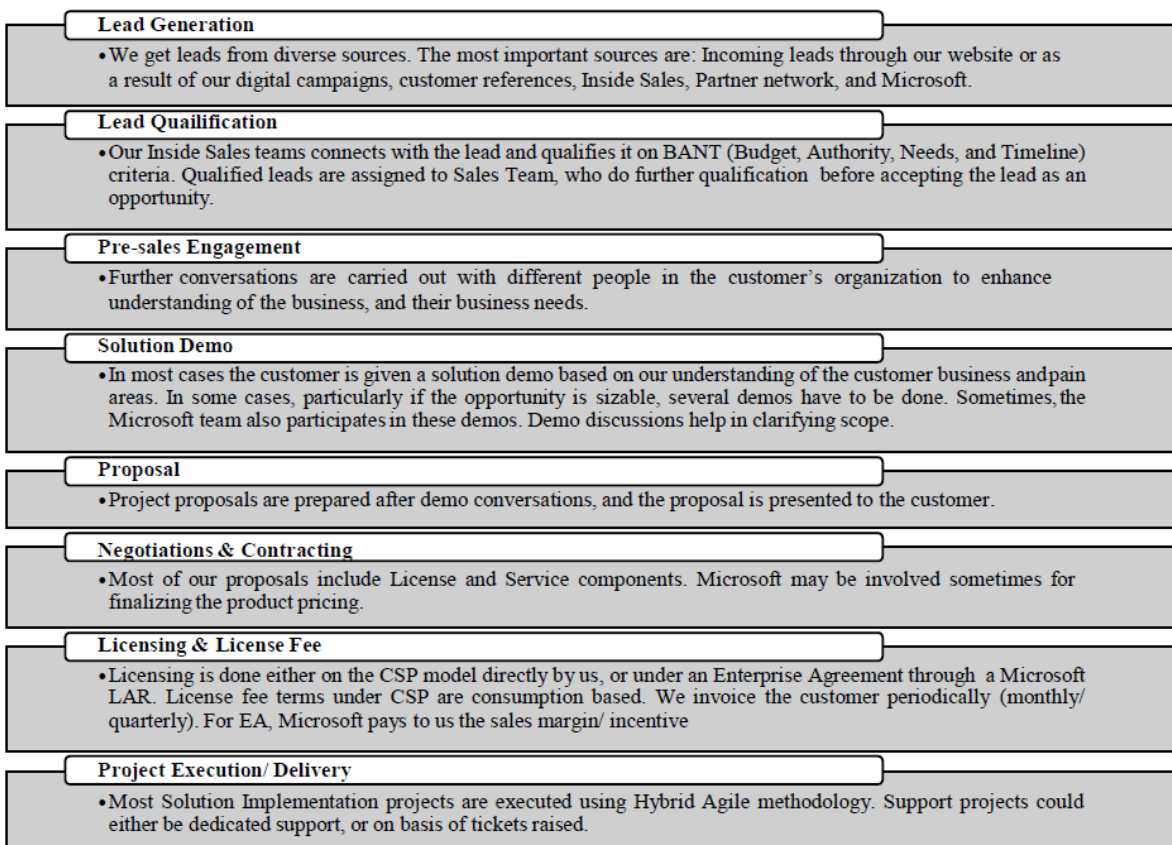 Lead Generation
•We get leads from diverse sources. The most important sources are: Incoming leads through our website or as
a result of our digital campaigns, customer references, Inside Sales, Partner network, and Microsoft.
Lead Quailification
•Our Inside Sales teams connects with the lead and qualifies it on BANT (Budget, Authority, Needs, and Timeline)
criteria. Qualified leads are assigned to Sales Team, who do further qualification before accepting the lead as an
opportunity.
Pre-sales Engagement
•Further conversations are carried out with different people in the customer's organization to enhance
understanding of the business, and their business needs.
Solution Demo
•In most cases the customer is given a solution demo based on our understanding of the customer business andpain
areas. In some cases, particularly if the opportunity is sizable, several demos have to be done. Sometimes, the
Microsoft team also participates in these demos. Demo discussions help in clarifying scope.
Proposal
•Project proposals are prepared after demo conversations, and the proposal is presented to the customer.
Negotiations & Contracting
•Most of our proposals include License and Service components. Microsoft may be involved sometimes for
finalizing the product pricing.
Licensing & License Fee
•Licensing is done either on the CSP model directly by us, or under an Enterprise Agreement through a Microsoft
LAR. License fee terms under CSP are consumption based. We invoice the customer periodically (monthly/
quarterly). For EA, Microsoft pays to us the sales margin/ incentive
Project Execution/ Delivery
•Most Solution Implementation projects are executed using Hybrid Agile methodology. Support projects could
either be dedicated support, or on basis of tickets raised.